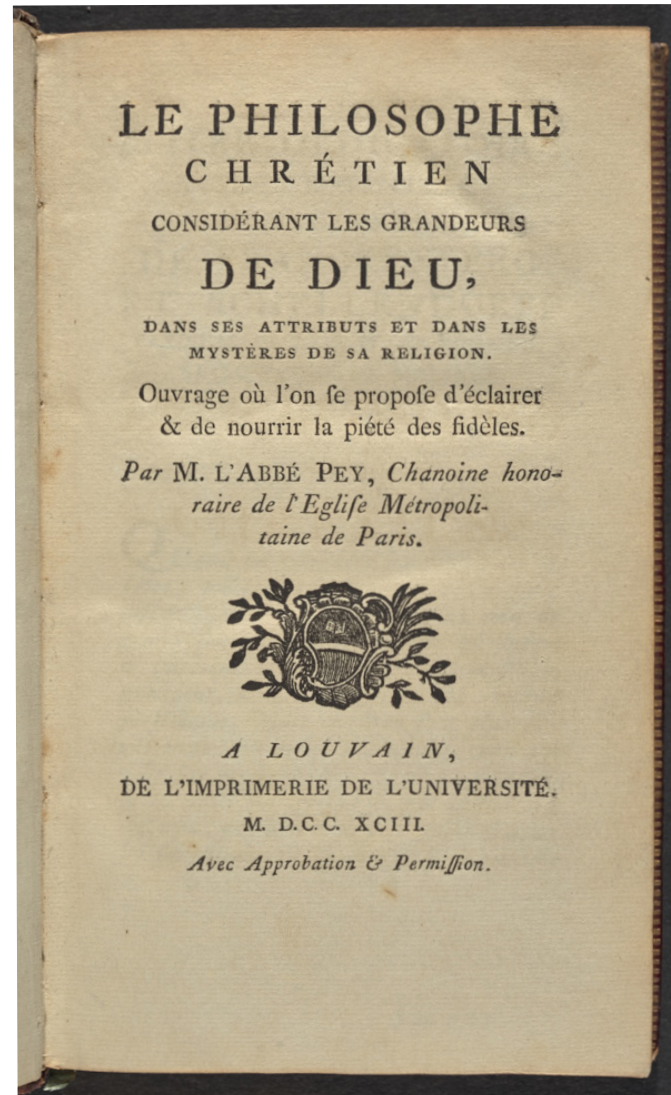 LE PHILOSOPHE
CHRÉTIEN
CONSIDÉRANT LES GRANDEURS
DE DIEU,
DANS SES ATTRIBUTS ET DANS LES
MYSTÉRES DE SA RELIGION.
Ouvrage où l'on ſe propoſe d'éclairer
& de nourrir la piété des fidèles.
Par M. L'ABBÉ PEY, Chanoine hono-
raire de l'Egliſe Métropoli-
taine de Paris.
A LOUVAIN,
DE L'IMPRIMERIE DE L'UNIVERSITÉ.
M. D.C.C. XCIII.
Avec Approbation & Permiſſion.